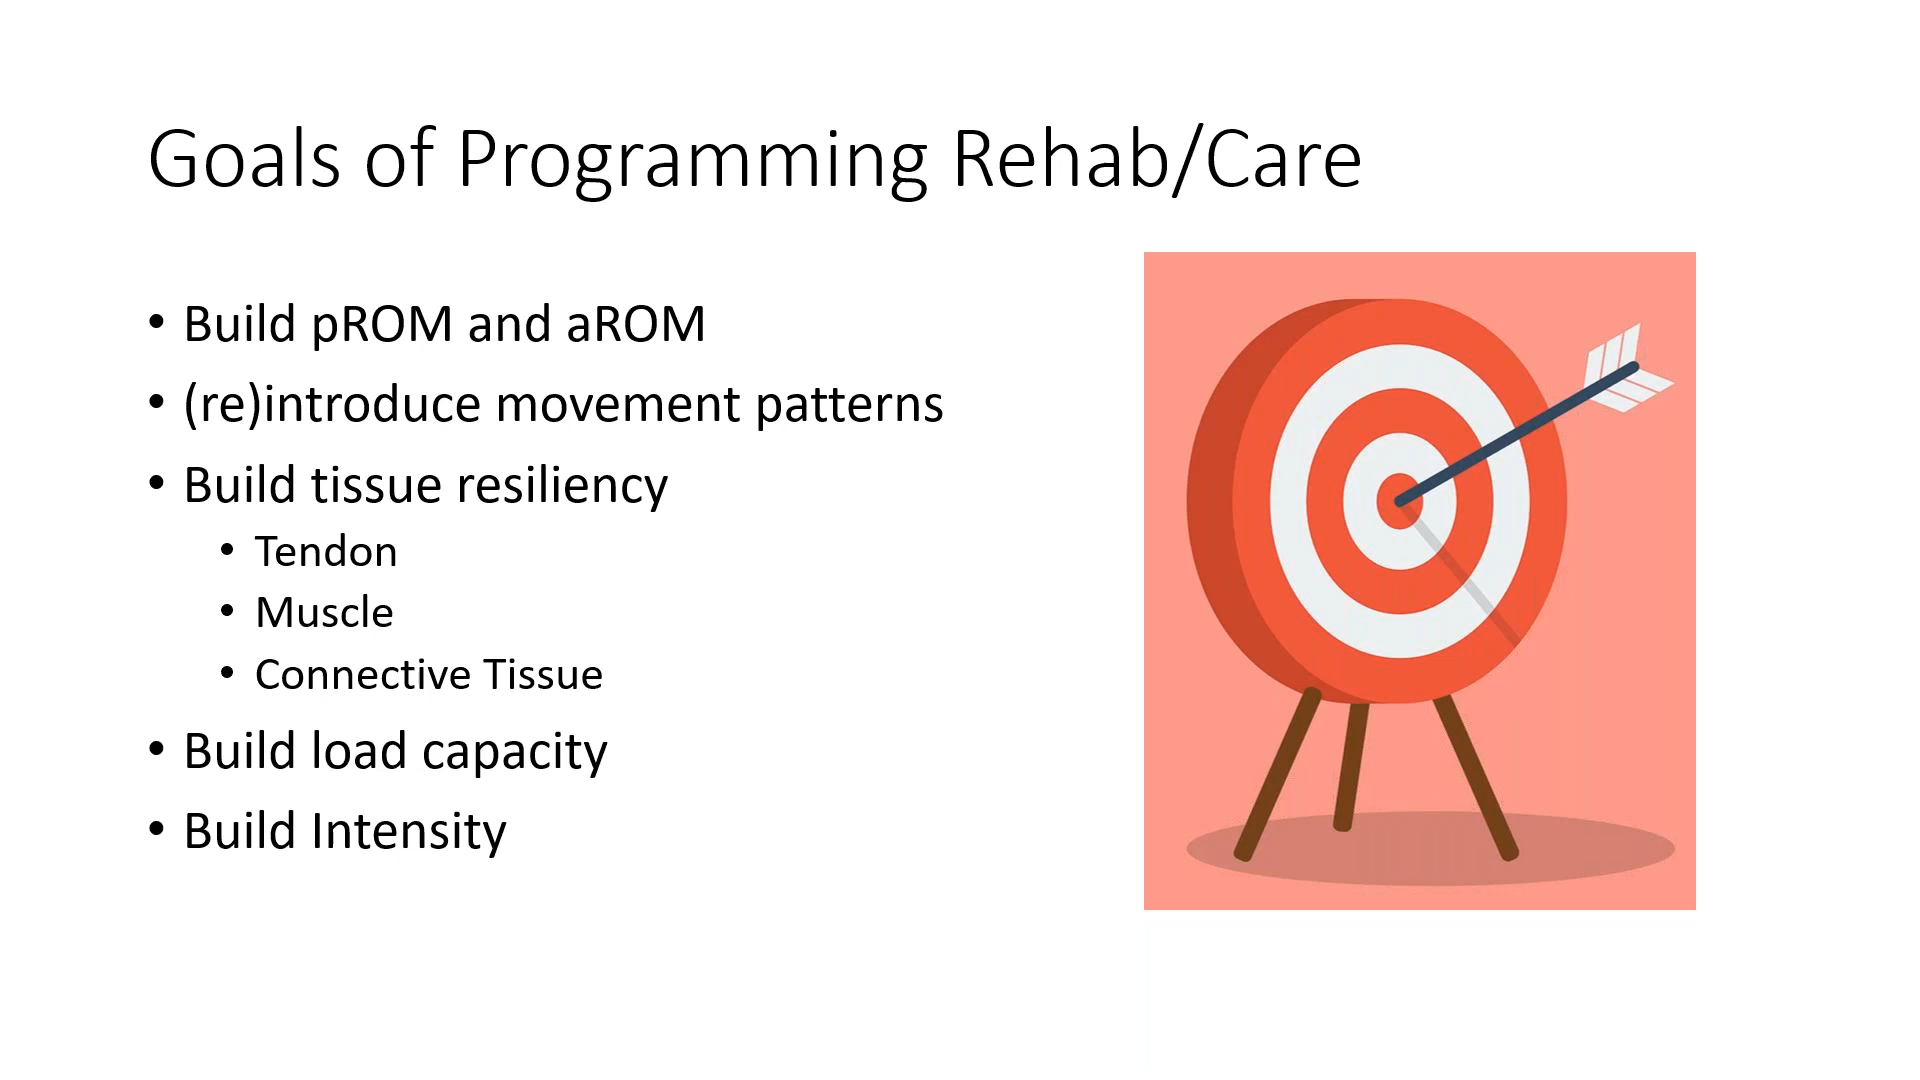 Goals of Programming Rehab/Care
• Build pROM and aROM
• (re)introduce movement patterns
• Build tissue resiliency
• Tendon
• Muscle
• Connective Tissue
• Build load capacity
• Build Intensity